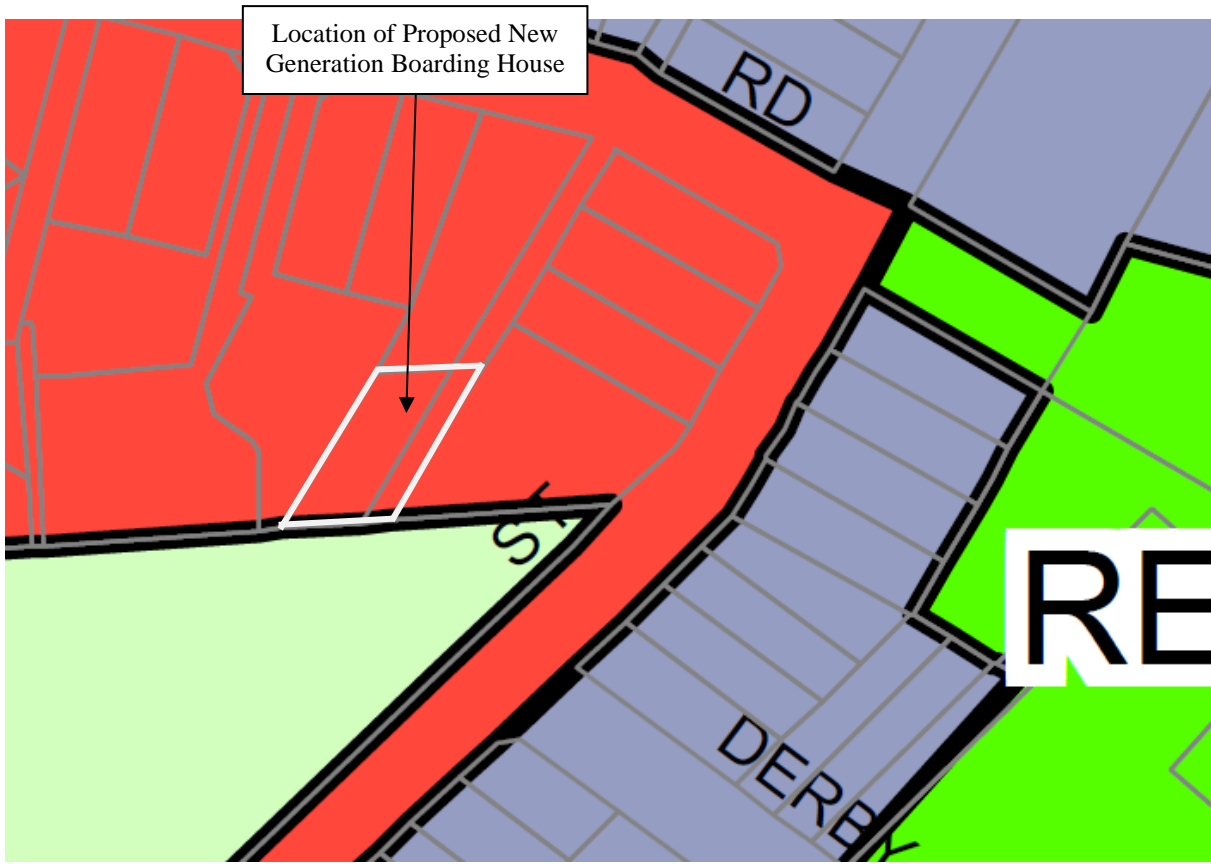 Location of Proposed New
Generation Boarding House
RD
ST
RE
DERBY